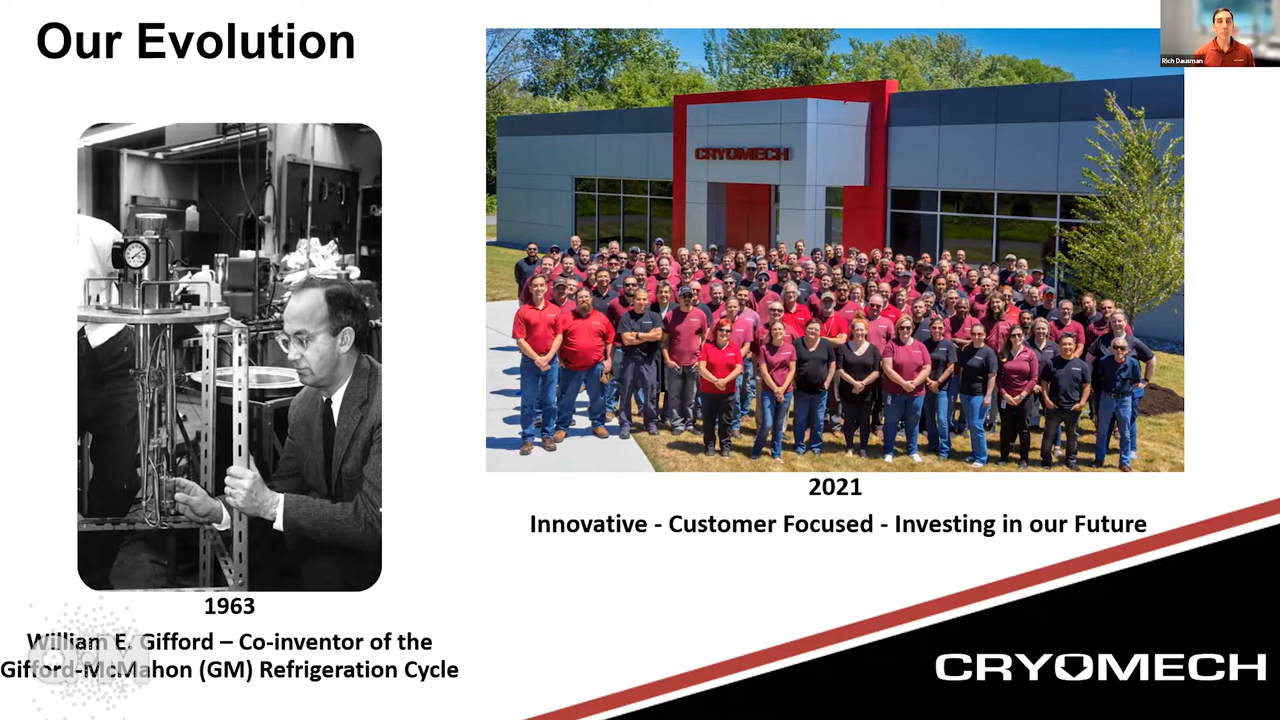 Our Evolution
Rich Dausman
CRYOMECH
1963
William E. Gifford – Co-inventor of the
Gifford-McMahon (GM) Refrigeration Cycle
2021
Innovative - Customer Focused - Investing in our Future
CRYOMECH